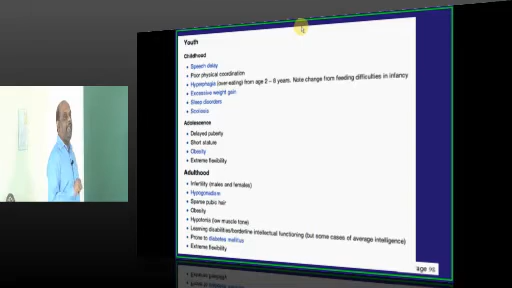 Youth
Childhood
Speech delay
Poor physical coordination
Hyperphagia (over-eating) from age 2 – 8 years. Note change from feeding difficulties in infancy
Excessive weight gain
Sleep disorders
Scoliosis
Adolescence
Delayed puberty
Short stature
Obesity
Extreme flexibility
Adulthood
Infertility (males and females)
Hypogonadism
Sparse pubic hair
Obesity
Hypotonia (low muscle tone)
Learning disabilities/borderline intellectual functioning (but some cases of average intelligence)
Prone to diabetes mellitus
Extreme flexibility
age 98